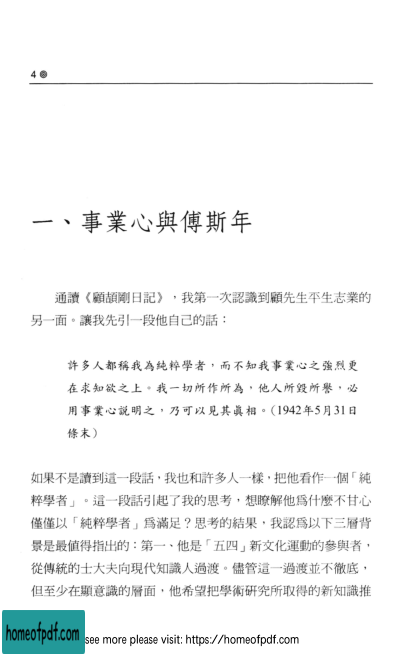 4
一、事業心與傅斯年
通讀《顧頡剛日記》，我第一次認識到顧先生平生志業的
另一面。讓我先引一段他自己的話：
許多人都稱我為純粹學者，而不知我事業心之強烈更
在求知欲之上。我一切所作所為，他人所毀所譽，必
用事業心說明之，乃可以見其真相。（1942年5月31日
條末）
如果不是讀到這一段話，我也和許多人一樣，把他看作一個「純
粹學者」。這一段話引起了我的思考，想瞭解他爲什麼不甘心
僅僅以「純粹學者」爲滿足？思考的結果，我認爲以下三層背
景是最値得指出的：第一、他是「五四」新文化運動的參與者，
從傳統的士大夫向現代知識人過渡。儘管這一過渡並不徹底，
但至少在顯意識的層面，他希望把學術研究所取得的新知識推
homeofpdf.com
see more please visit: https://homeofpdf.com